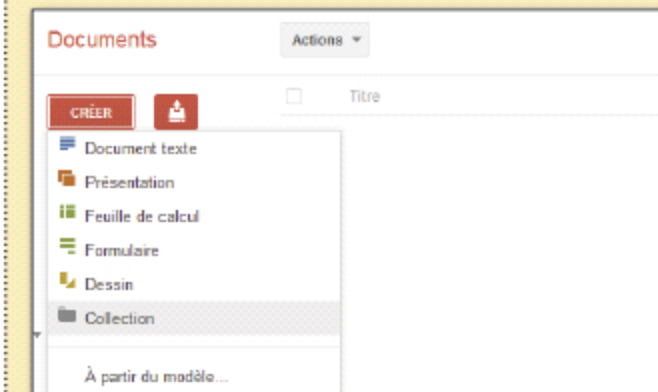 Documents
Actions
CRÉER
Titre
Document texte
Présentation
Feuille de calcul
Formulaire
Dessin
Collection
À partir du modèle...